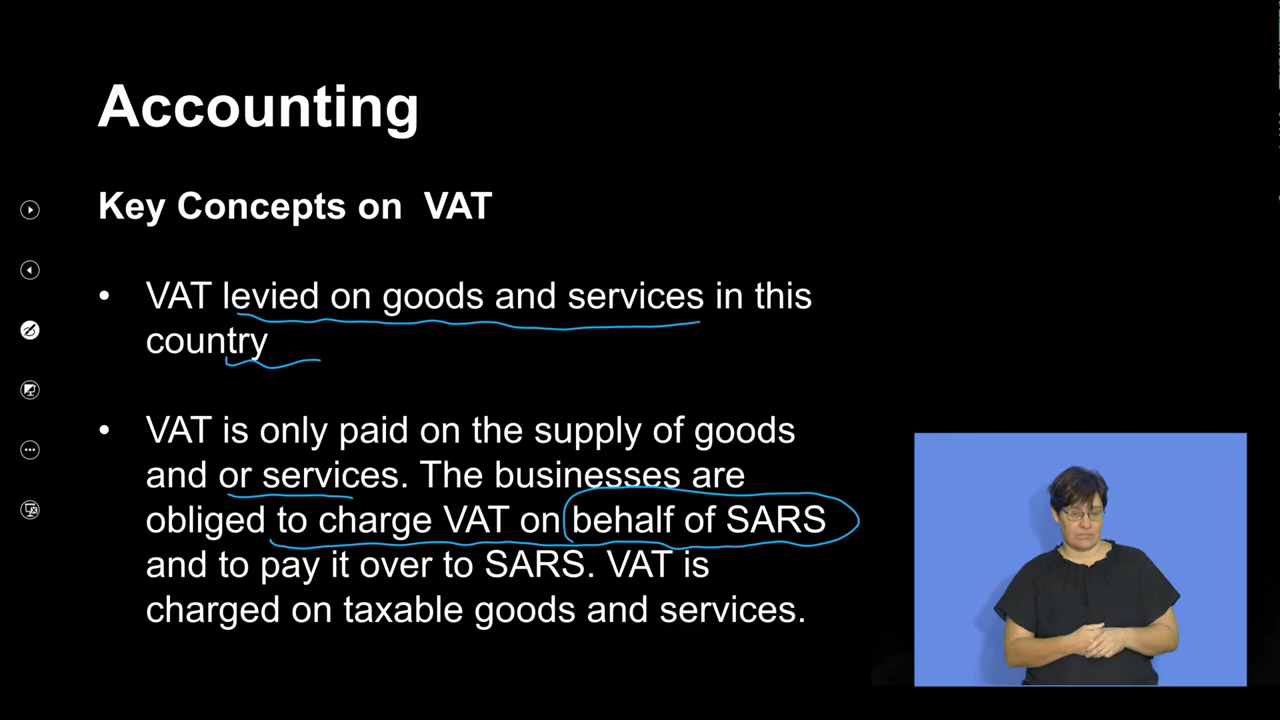 Accounting
Key Concepts on VAT
• VAT levied on goods and services in this
country
• VAT is only paid on the supply of goods
and or services. The businesses are
obliged to charge VAT on behalf of SARS
and to pay it over to SARS. VAT is
charged on taxable goods and services.